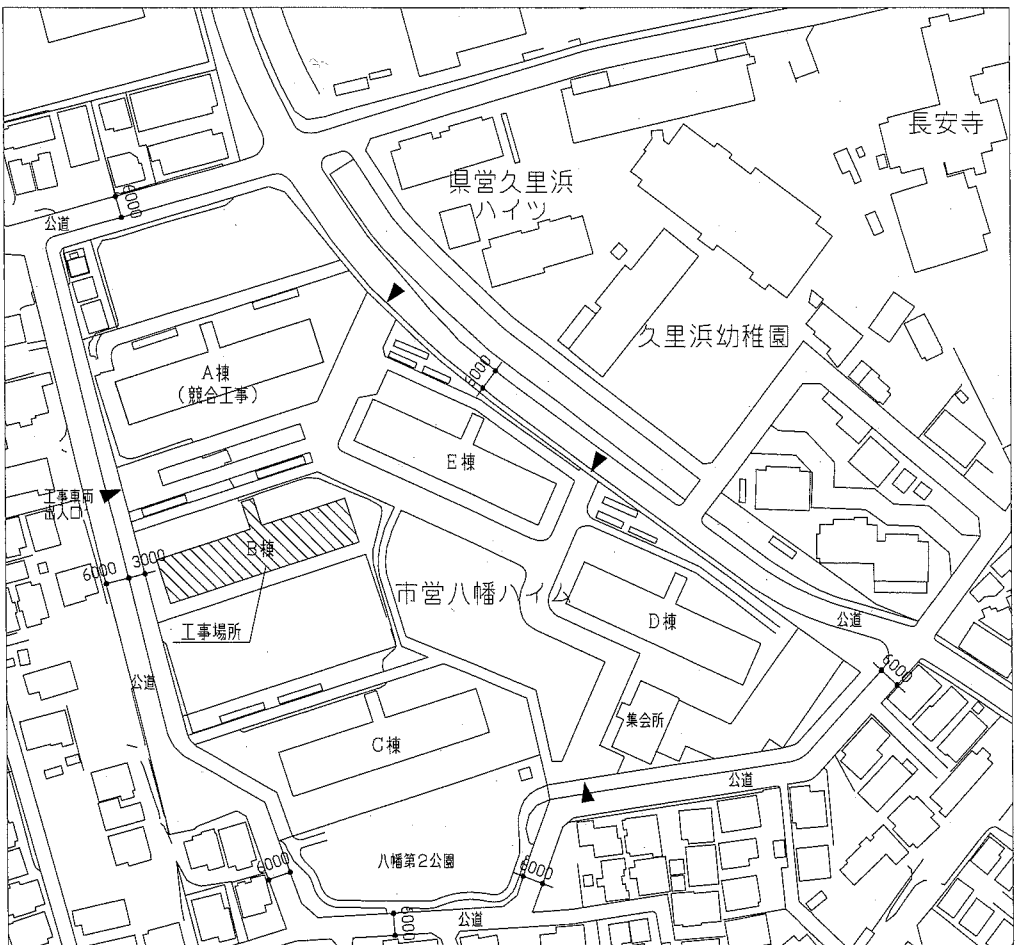 長安寺
県営久里浜
ハイツ
6000
公道
久里浜幼稚園
6000
A棟
(競合工事)
E棟
工事車両
出入口
B棟
6000
3000
市営八幡ハイム
工事場所
D棟
公道
6000
公道
集会所
C棟
公道
八幡第2公園
6000
6000
6000
公道